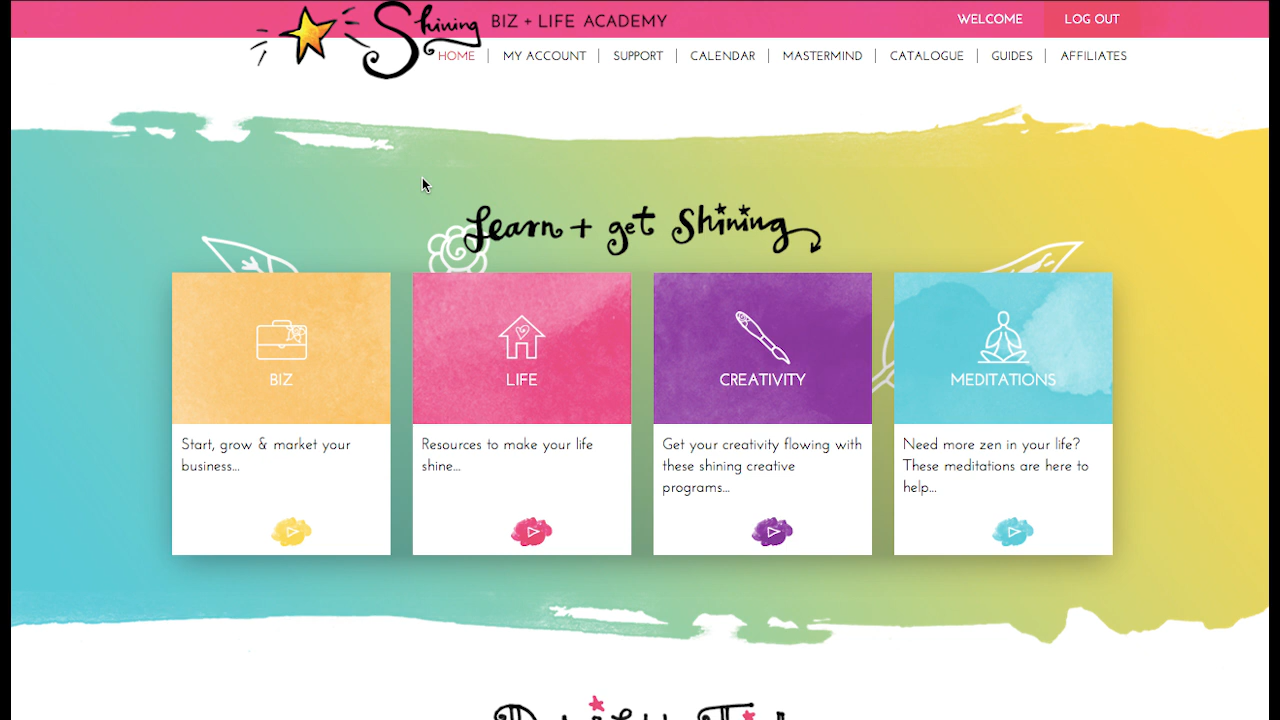 Shining BIZ + LIFE ACADEMY
WELCOME
LOG OUT
HOME
MY ACCOUNT
SUPPORT
CALENDAR
MASTERMIND
CATALOGUE
GUIDES
AFFILIATES
Learn + get Shining
BIZ
Start, grow & market your
business...
LIFE
Resources to make your life
shine...
CREATIVITY
Get your creativity flowing with
these shining creative
programs...
MEDITATIONS
Need more zen in your life?
These meditations are here to
help...